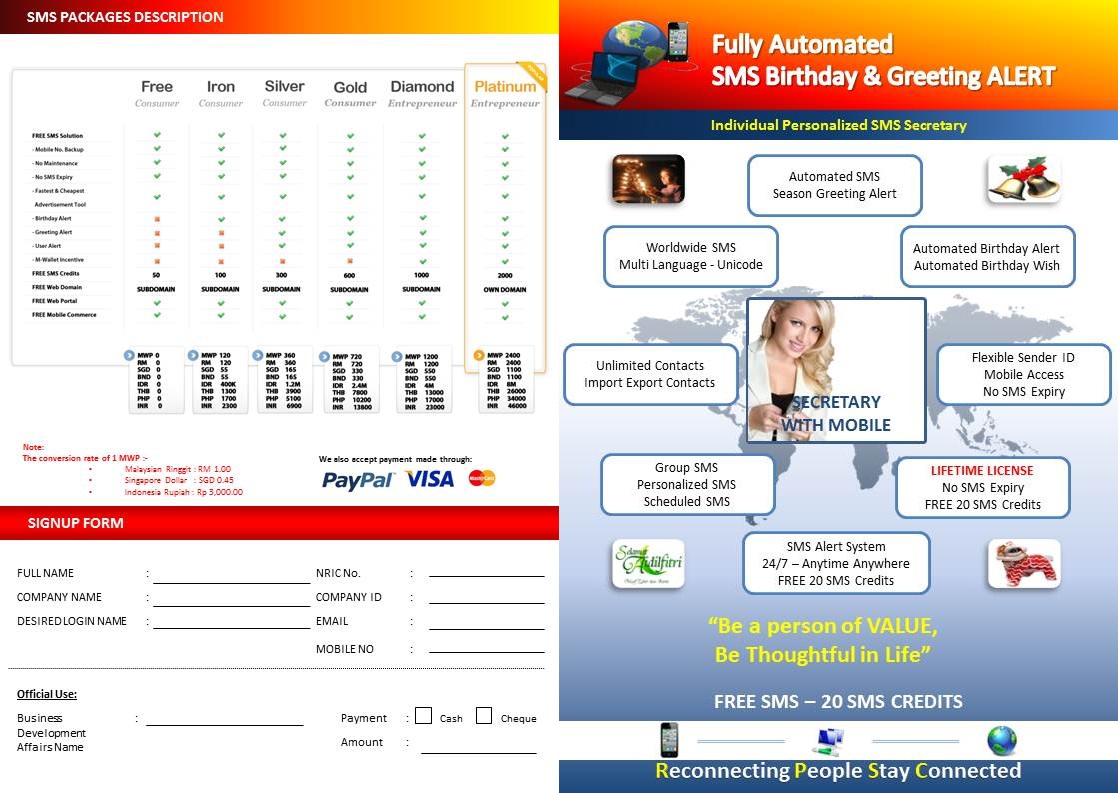 SMS PACKAGES DESCRIPTION
POPULAR
Free Iron Silver Gold Diamond Platinum
Consumer Consumer Consumer Consumer Entrepreneur Entrepreneur
FREE SMS Solution
- Mobile No. Backup
- No Maintenance
- No SMS Expiry
- Fastest & Cheapest
Advertisement Tool
- Birthday Alert
- Greeting Alert
- User Alert
- M-Wallet Incentive
FREE SMS Credits 50 100 300 600 1000 2000
FREE Web Domain SUBDOMAIN SUBDOMAIN SUBDOMAIN SUBDOMAIN SUBDOMAIN OWN DOMAIN
FREE Web Portal
FREE Mobile Commerce
MWP 0 MWP 120 MWP 360 MWP 720 MWP 1200 MWP 2400
RM 0 RM 120 RM 360 RM 720 RM 1200 RM 2400
SGD 0 SGD 55 SGD 165 SGD 330 SGD 550 SGD 1100
BND 0 BND 55 BND 165 BND 330 BND 550 BND 1100
IDR 0 IDR 400K IDR 1.2M IDR 2.4M IDR 4M IDR 8M
THB 0 THB 1300 THB 3900 THB 7800 THB 13000 THB 26000
PHP 0 PHP 1700 PHP 5100 PHP 10200 PHP 17000 PHP 34000
INR 0 INR 2300 INR 6900 INR 13800 INR 23000 INR 46000
Note:
The conversion rate of 1 MWP :-
• Malaysian Ringgit : RM 1.00
• Singapore Dollar : SGD 0.45
• Indonesia Rupiah : Rp 3,000.00
We also accept payment made through:
PayPal VISA MasterCard
SIGNUP FORM
FULL NAME : NRIC No. :
COMPANY NAME : COMPANY ID :
DESIRED LOGIN NAME : EMAIL :
MOBILE NO :
Official Use:
Business : Payment : Cash Cheque
Development
Affairs Name Amount :
Fully Automated
SMS Birthday & Greeting ALERT
Individual Personalized SMS Secretary
Automated SMS
Season Greeting Alert
Worldwide SMS
Multi Language - Unicode
Automated Birthday Alert
Automated Birthday Wish
Unlimited Contacts
Import Export Contacts
SECRETARY
WITH MOBILE
Flexible Sender ID
Mobile Access
No SMS Expiry
Group SMS
Personalized SMS
Scheduled SMS
LIFETIME LICENSE
No SMS Expiry
FREE 20 SMS Credits
Selamat
Aidilfitri
SMS Alert System
24/7 – Anytime Anywhere
FREE 20 SMS Credits
“Be a person of VALUE,
Be Thoughtful in Life”
FREE SMS – 20 SMS CREDITS
Reconnecting People Stay Connected